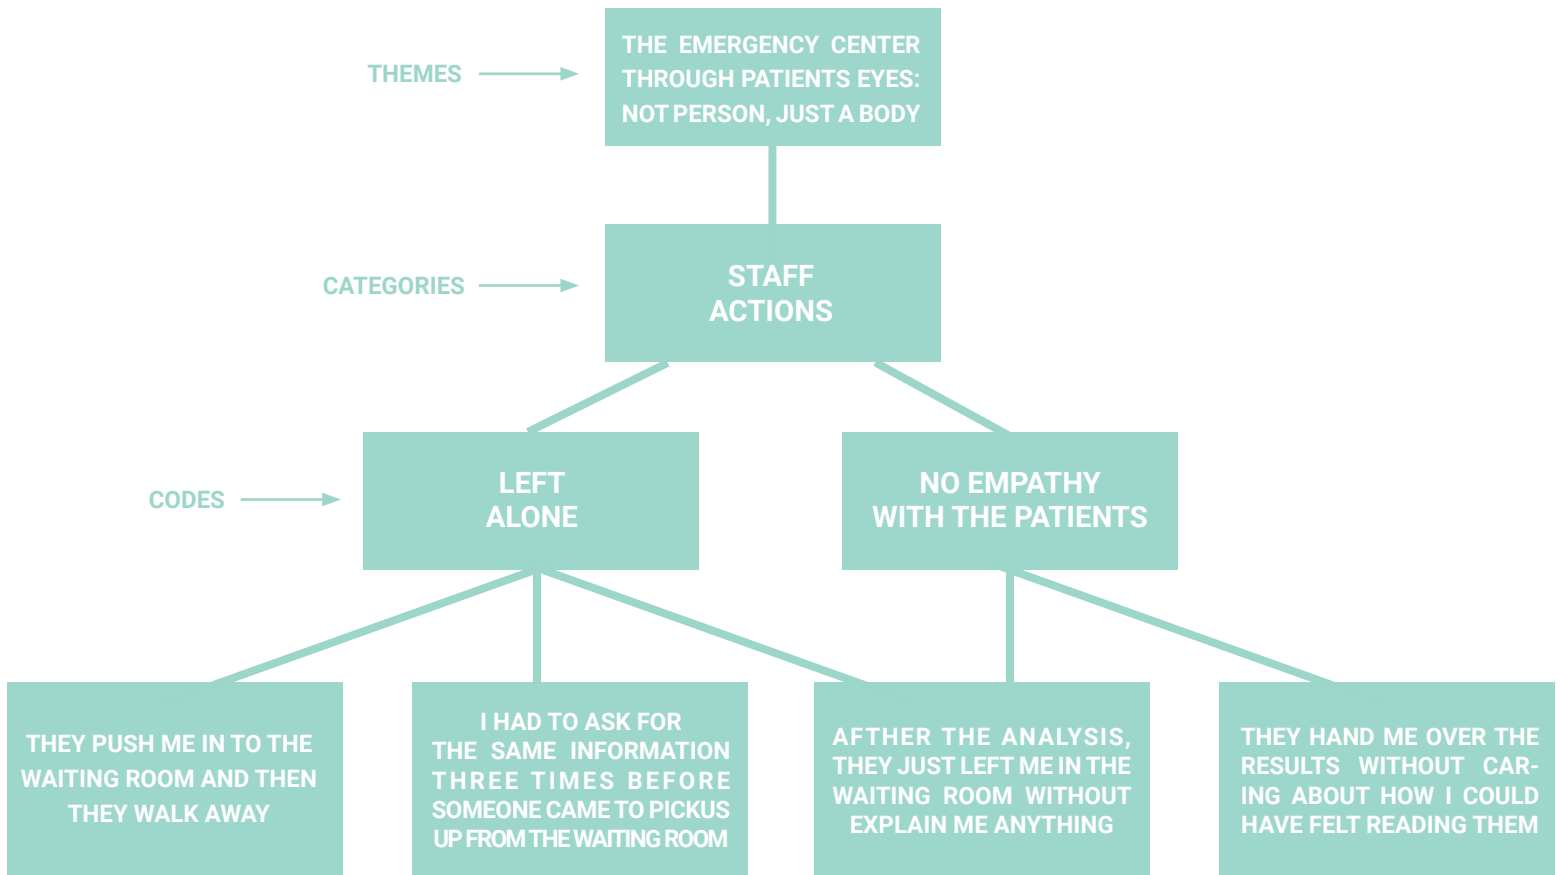 THE EMERGENCY CENTER
THROUGH PATIENTS EYES:
NOT PERSON, JUST A BODY
THEMES
STAFF
ACTIONS
CATEGORIES
LEFT
ALONE
NO EMPATHY
WITH THE PATIENTS
CODES
THEY PUSH ME IN TO THE
WAITING ROOM AND THEN
THEY WALK AWAY
I HAD TO ASK FOR
THE SAME INFORMATION
THREE TIMES BEFORE
SOMEONE CAME TO PICKUS
UP FROM THE WAITING ROOM
AFTHER THE ANALYSIS,
THEY JUST LEFT ME IN THE
WAITING ROOM WITHOUT
EXPLAIN ME ANYTHING
THEY HAND ME OVER THE
RESULTS WITHOUT CAR-
ING ABOUT HOW I COULD
HAVE FELT READING THEM